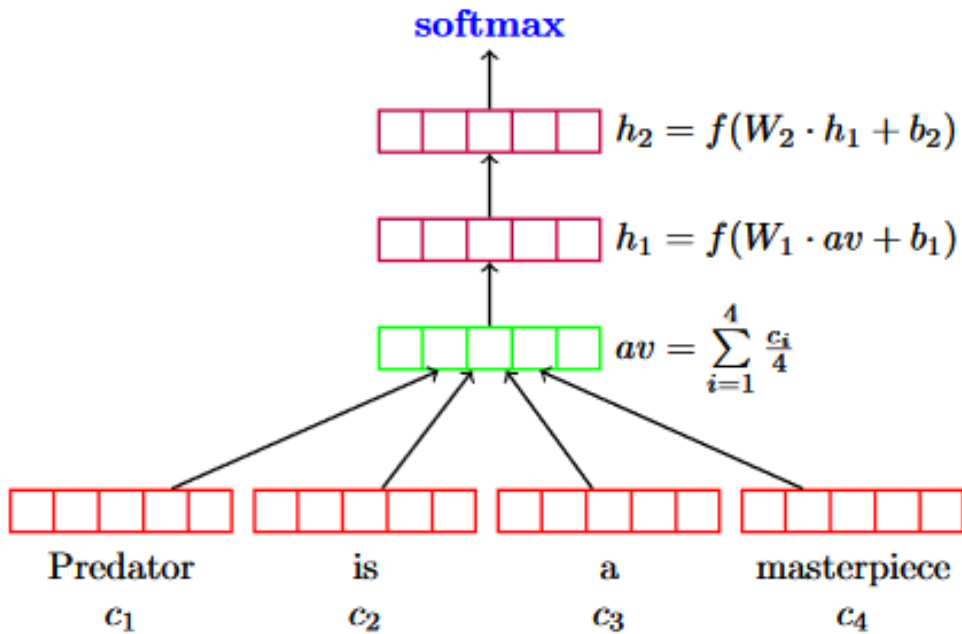 softmax
h₂ = f(W₂ · h₁ + b₂)
h₁ = f(W₁ · av + b₁)
av = ∑_{i=1}^{4} c_i/4
Predator is a masterpiece
c₁ c₂ c₃ c₄